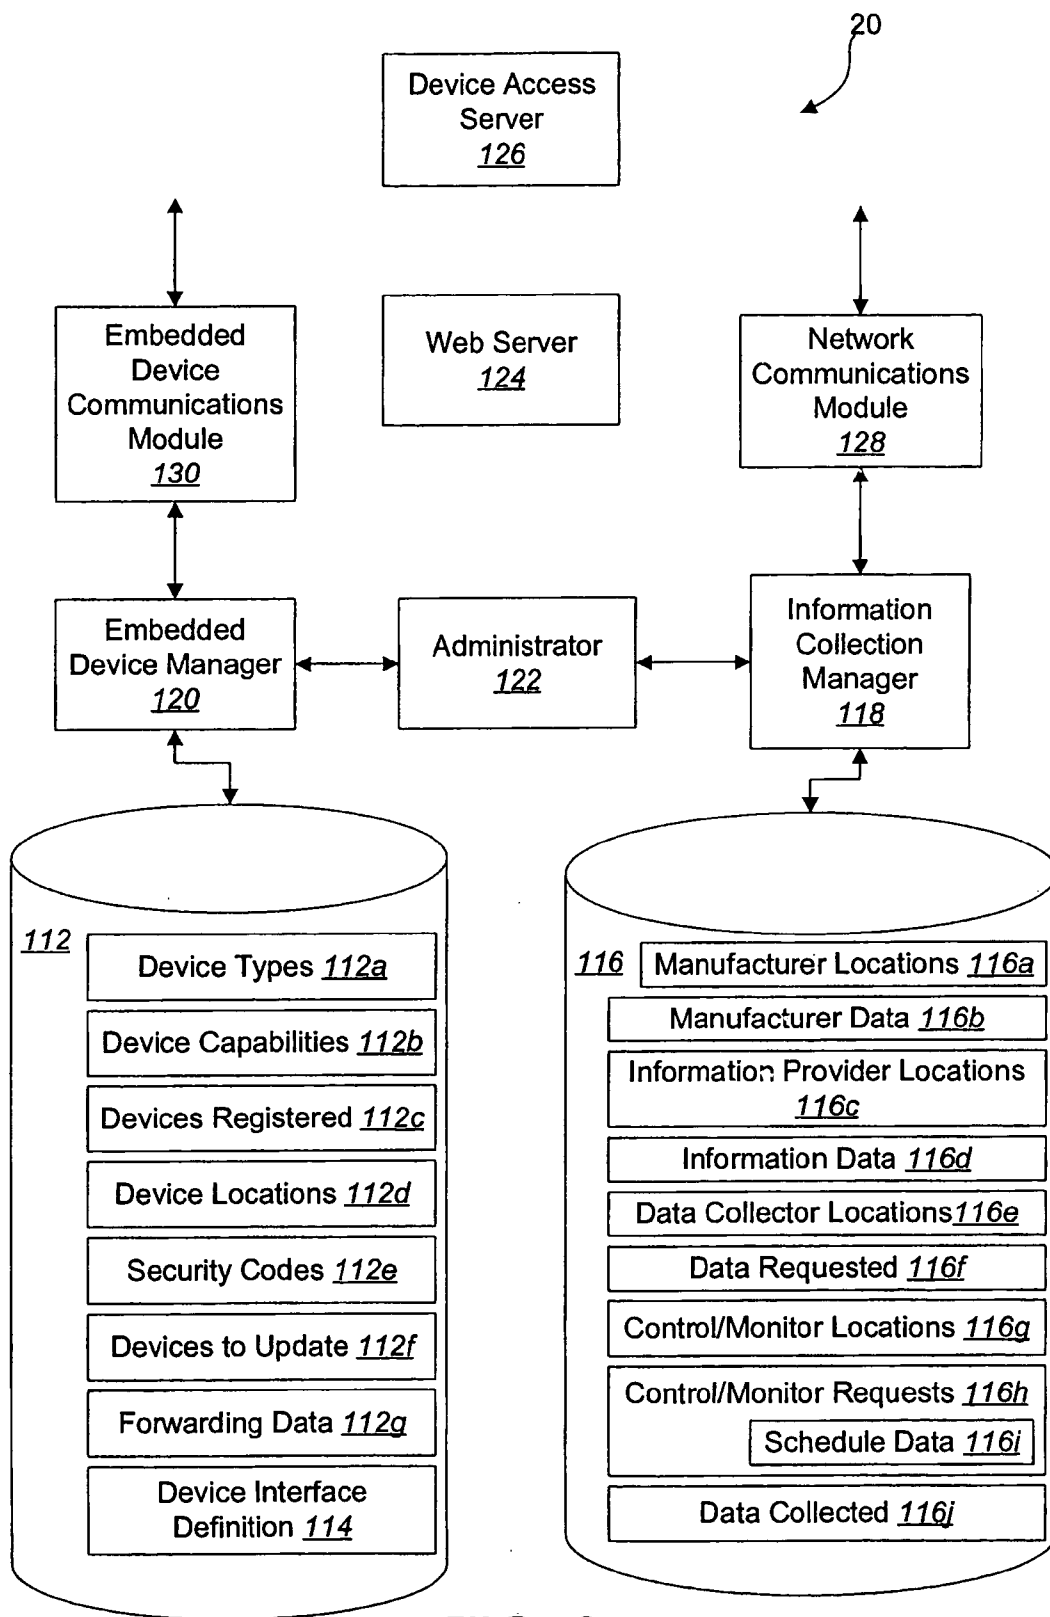 20
Device Access
Server
126
Embedded
Device
Communications
Module
130
Web Server
124
Network
Communications
Module
128
Embedded
Device Manager
120
Administrator
122
Information
Collection
Manager
118
112
Device Types 112a
Device Capabilities 112b
Devices Registered 112c
Device Locations 112d
Security Codes 112e
Devices to Update 112f
Forwarding Data 112g
Device Interface
Definition 114
116
Manufacturer Locations 116a
Manufacturer Data 116b
Information Provider Locations
116c
Information Data 116d
Data Collector Locations116e
Data Requested 116f
Control/Monitor Locations 116g
Control/Monitor Requests 116h
Schedule Data 116i
Data Collected 116j